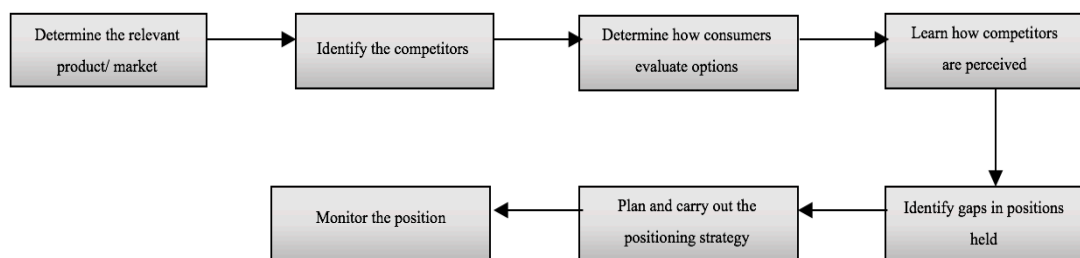 Determine the relevant
product/ market
Identify the competitors
Determine how consumers
evaluate options
Learn how competitors
are perceived
Identify gaps in positions
held
Plan and carry out the
positioning strategy
Monitor the position